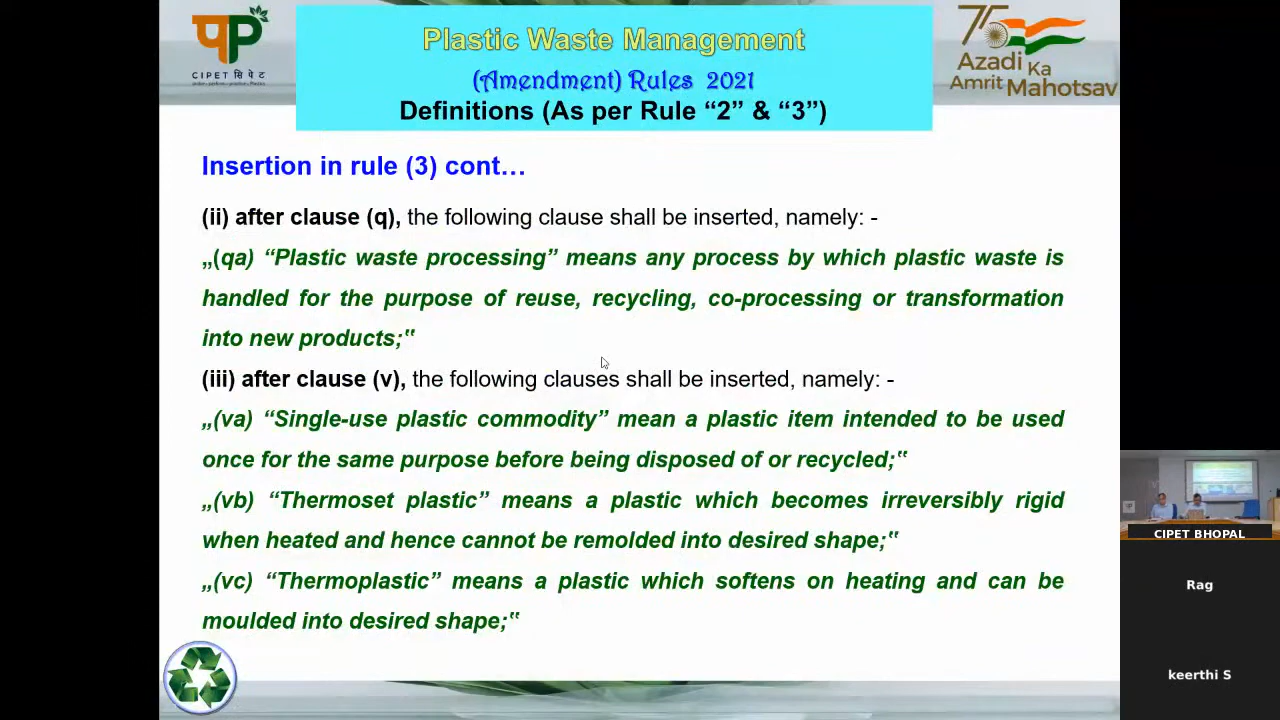 CIPET सिपेट
Plastic Waste Management
(Amendment) Rules 2021
Definitions (As per Rule “2” & “3”)
75
Azadi Ka
Amrit Mahotsav
Insertion in rule (3) cont…
(ii) after clause (q), the following clause shall be inserted, namely: -
„(qa) “Plastic waste processing” means any process by which plastic waste is
handled for the purpose of reuse, recycling, co-processing or transformation
into new products;‟
(iii) after clause (v), the following clauses shall be inserted, namely: -
„(va) “Single-use plastic commodity” mean a plastic item intended to be used
once for the same purpose before being disposed of or recycled;‟
„(vb) “Thermoset plastic” means a plastic which becomes irreversibly rigid
when heated and hence cannot be remolded into desired shape;‟
„(vc) “Thermoplastic” means a plastic which softens on heating and can be
moulded into desired shape;‟
CIPET BHOPAL
Rag
keerthi S